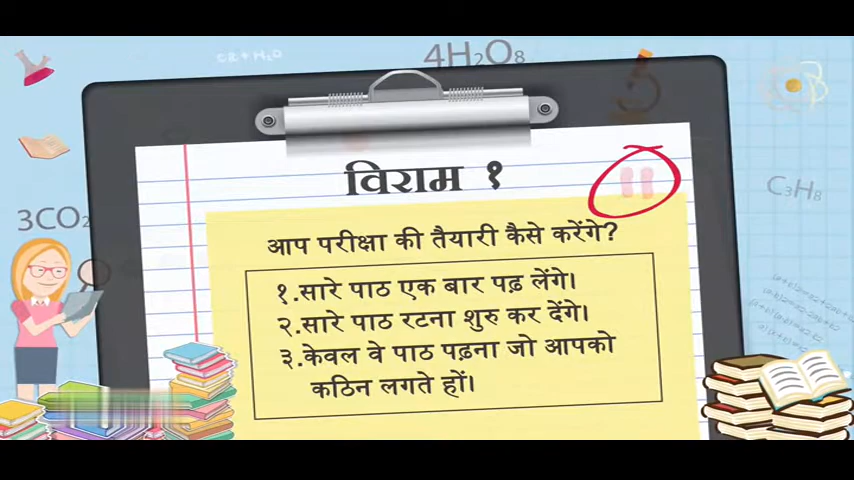 4H₂O₈
C₃H₈
3CO₂
विराम १
आप परीक्षा की तैयारी कैसे करेंगे?
१.सारे पाठ एक बार पढ़ लेंगे।
२.सारे पाठ रटना शुरु कर देंगे।
३.केवल वे पाठ पढ़ना जो आपको
कठिन लगते हों।